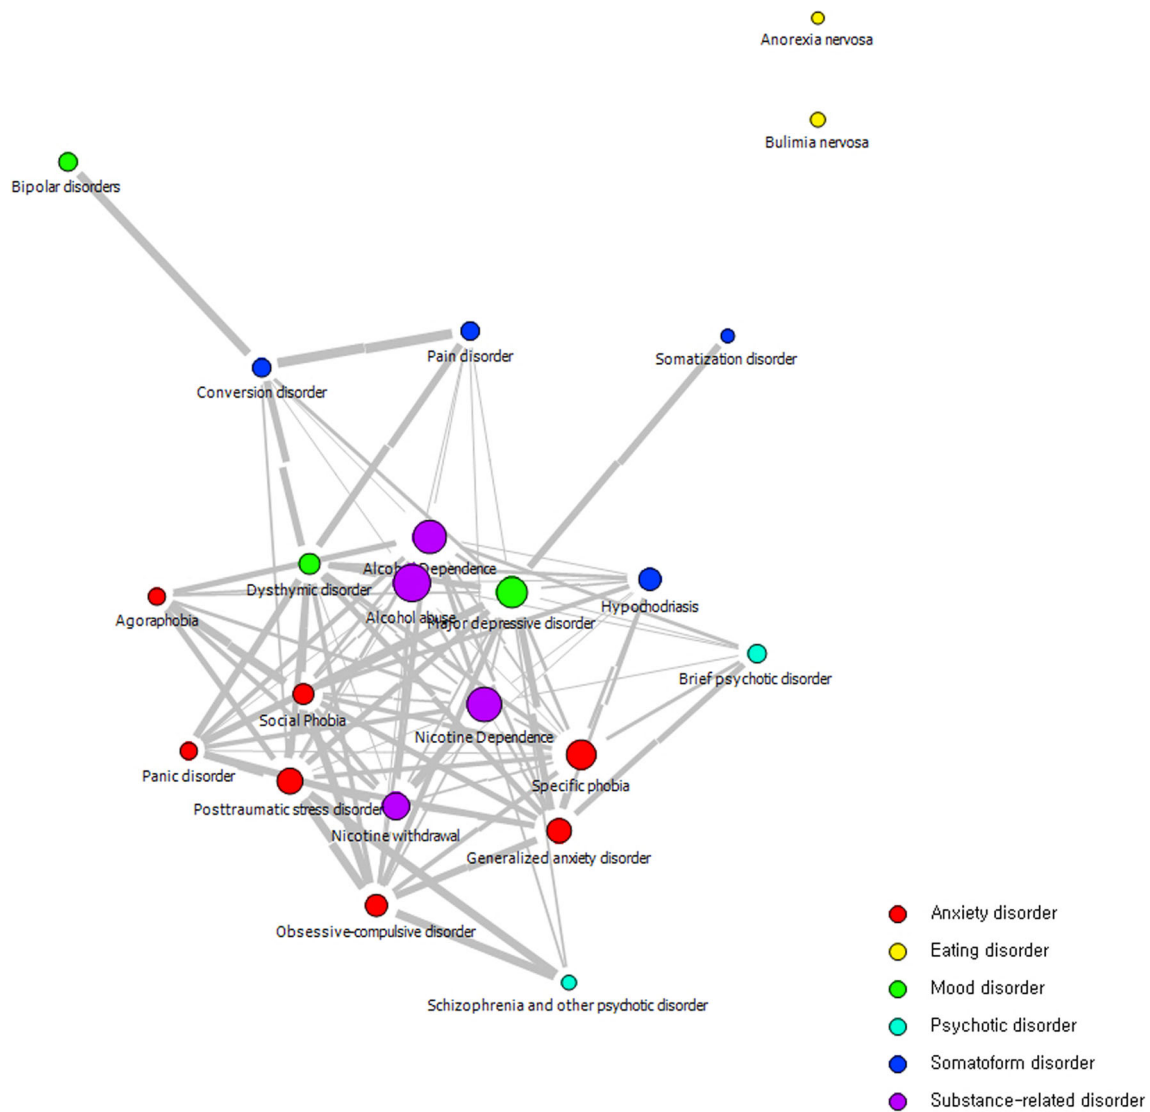 Anorexia nervosa
Bulimia nervosa
Bipolar disorders
Pain disorder
Somatization disorder
Conversion disorder
Alcohol Dependence
Dysthymic disorder
Hypochodriasis
Agoraphobia
Alcohol abuse
Major depressive disorder
Brief psychotic disorder
Social Phobia
Nicotine Dependence
Panic disorder
Specific phobia
Posttraumatic stress disorder
Nicotine withdrawal
Generalized anxiety disorder
Obsessive-compulsive disorder
Schizophrenia and other psychotic disorder
Anxiety disorder
Eating disorder
Mood disorder
Psychotic disorder
Somatoform disorder
Substance-related disorder